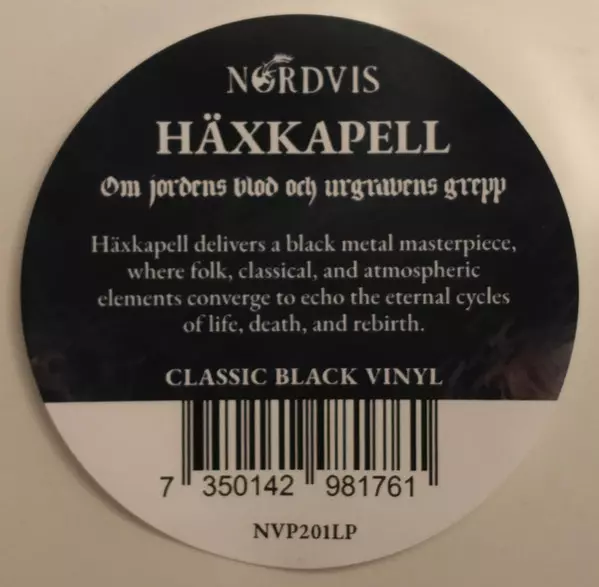 NORDVIS
HÄXKAPELL
Om jordens blod och urgravens grepp
Häxkapell delivers a black metal masterpiece,
where folk, classical, and atmospheric
elements converge to echo the eternal cycles
of life, death, and rebirth.
CLASSIC BLACK VINYL
7 350142 981761
NVP201LP